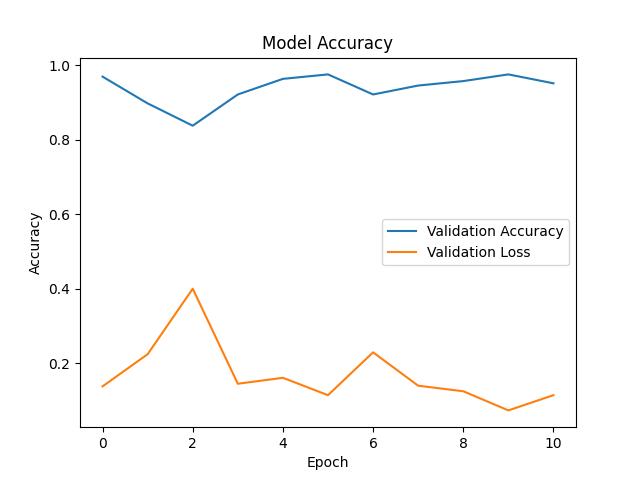 Model Accuracy
1.0
0.8
0.6
0.4
0.2
Accuracy
Validation Accuracy
Validation Loss
0 2 4 6 8 10
Epoch